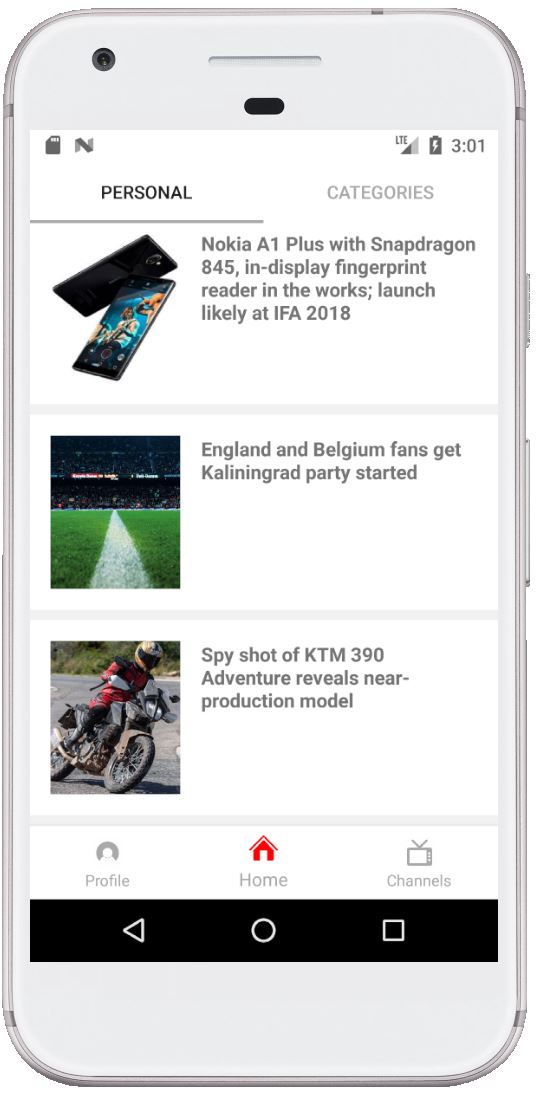 LTE 3:01
PERSONAL CATEGORIES
Nokia A1 Plus with Snapdragon
845, in-display fingerprint
reader in the works; launch
likely at IFA 2018
England and Belgium fans get
Kaliningrad party started
Spy shot of KTM 390
Adventure reveals near-
production model
Profile Home Channels